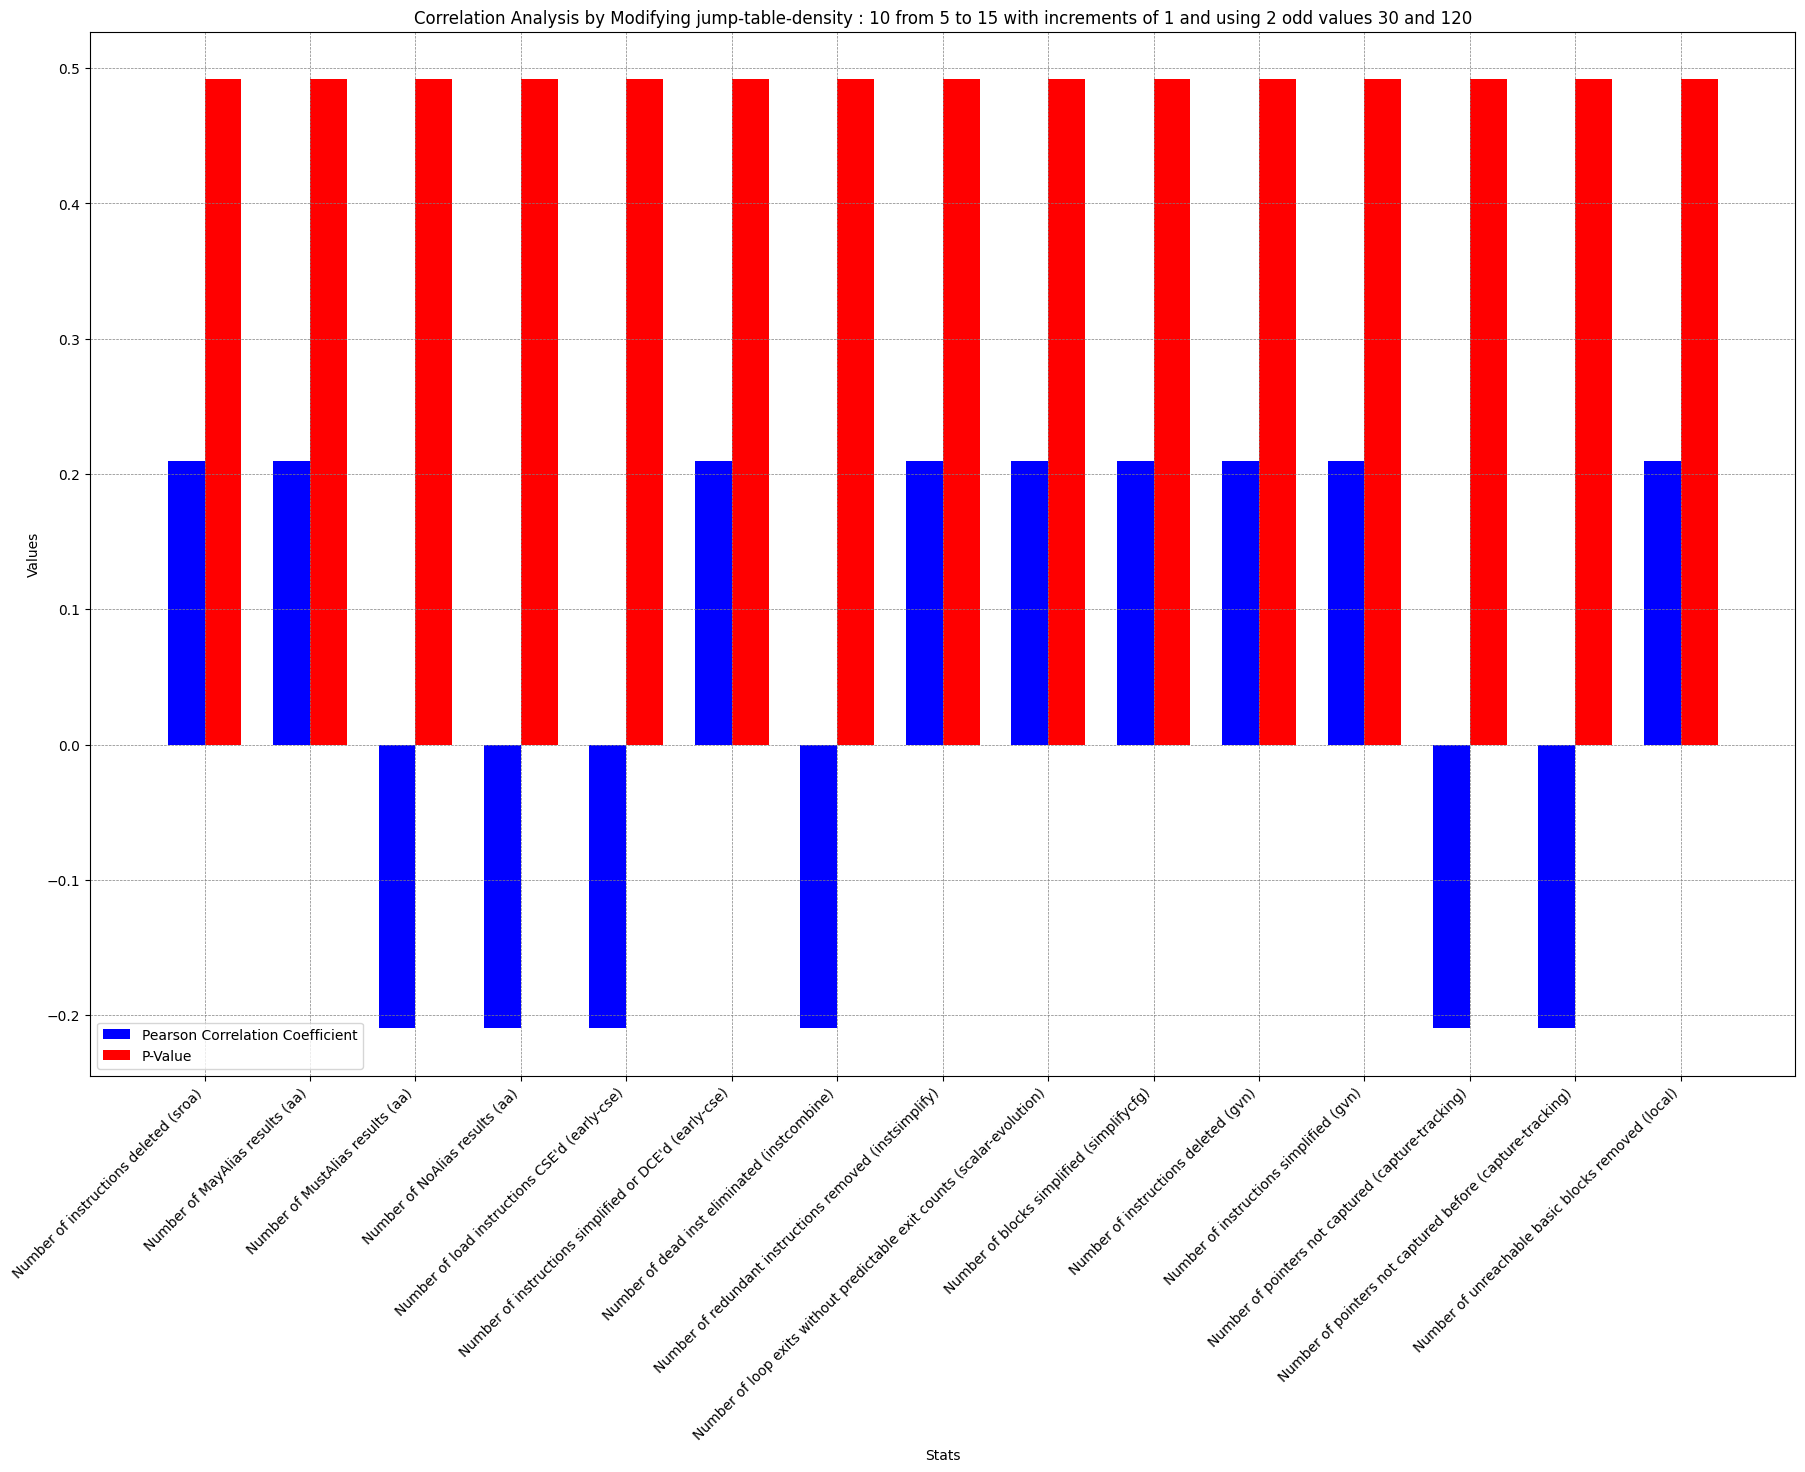 Correlation Analysis by Modifying jump-table-density : 10 from 5 to 15 with increments of 1 and using 2 odd values 30 and 120
0.5
0.4
0.3
0.2
0.1
0.0
−0.1
−0.2
Values
Pearson Correlation Coefficient
P-Value
Number of instructions deleted (sroa)
Number of MayAlias results (aa)
Number of MustAlias results (aa)
Number of NoAlias results (aa)
Number of load instructions CSE'd (early-cse)
Number of instructions simplified or DCE'd (early-cse)
Number of dead inst eliminated (instcombine)
Number of redundant instructions removed (instsimplify)
Number of loop exits without predictable exit counts (scalar-evolution)
Number of blocks simplified (simplifycfg)
Number of instructions deleted (gvn)
Number of instructions simplified (gvn)
Number of pointers not captured (capture-tracking)
Number of pointers not captured before (capture-tracking)
Number of unreachable basic blocks removed (local)
Stats